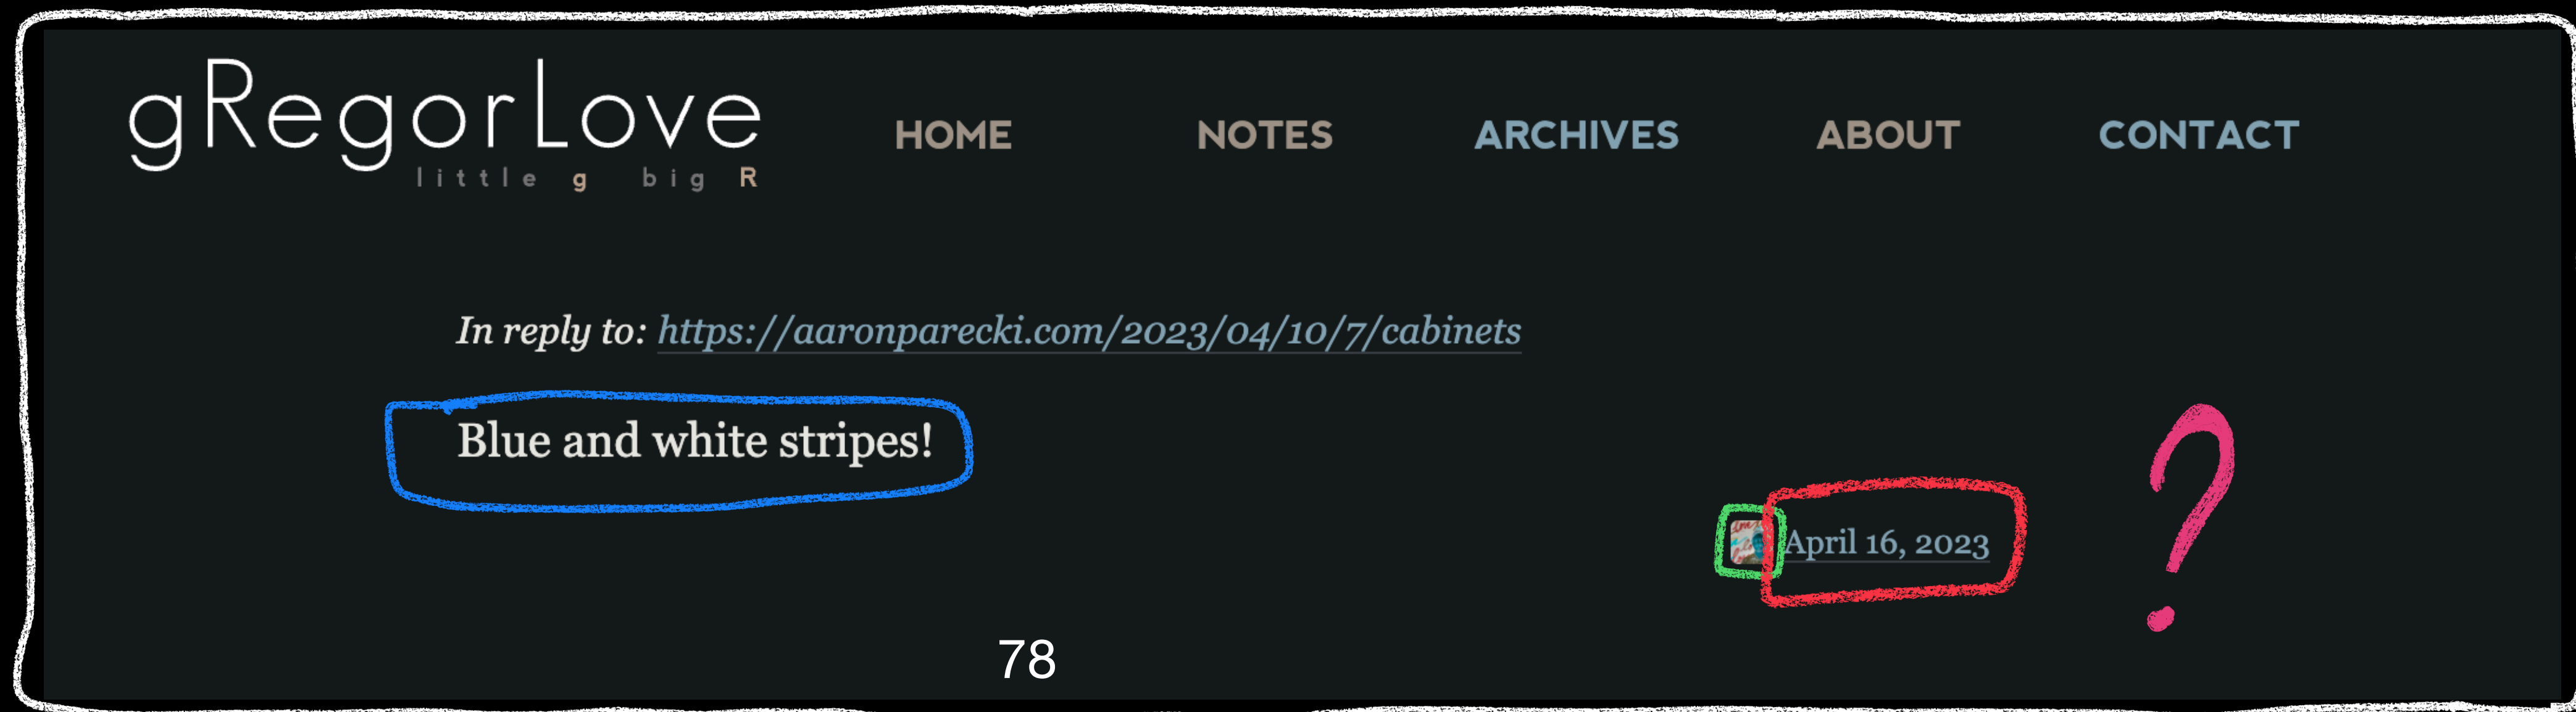 gRegorLove
little g big R
HOME NOTES ARCHIVES ABOUT CONTACT
In reply to: https://aaronparecki.com/2023/04/10/7/cabinets
Blue and white stripes!
April 16, 2023
?
78